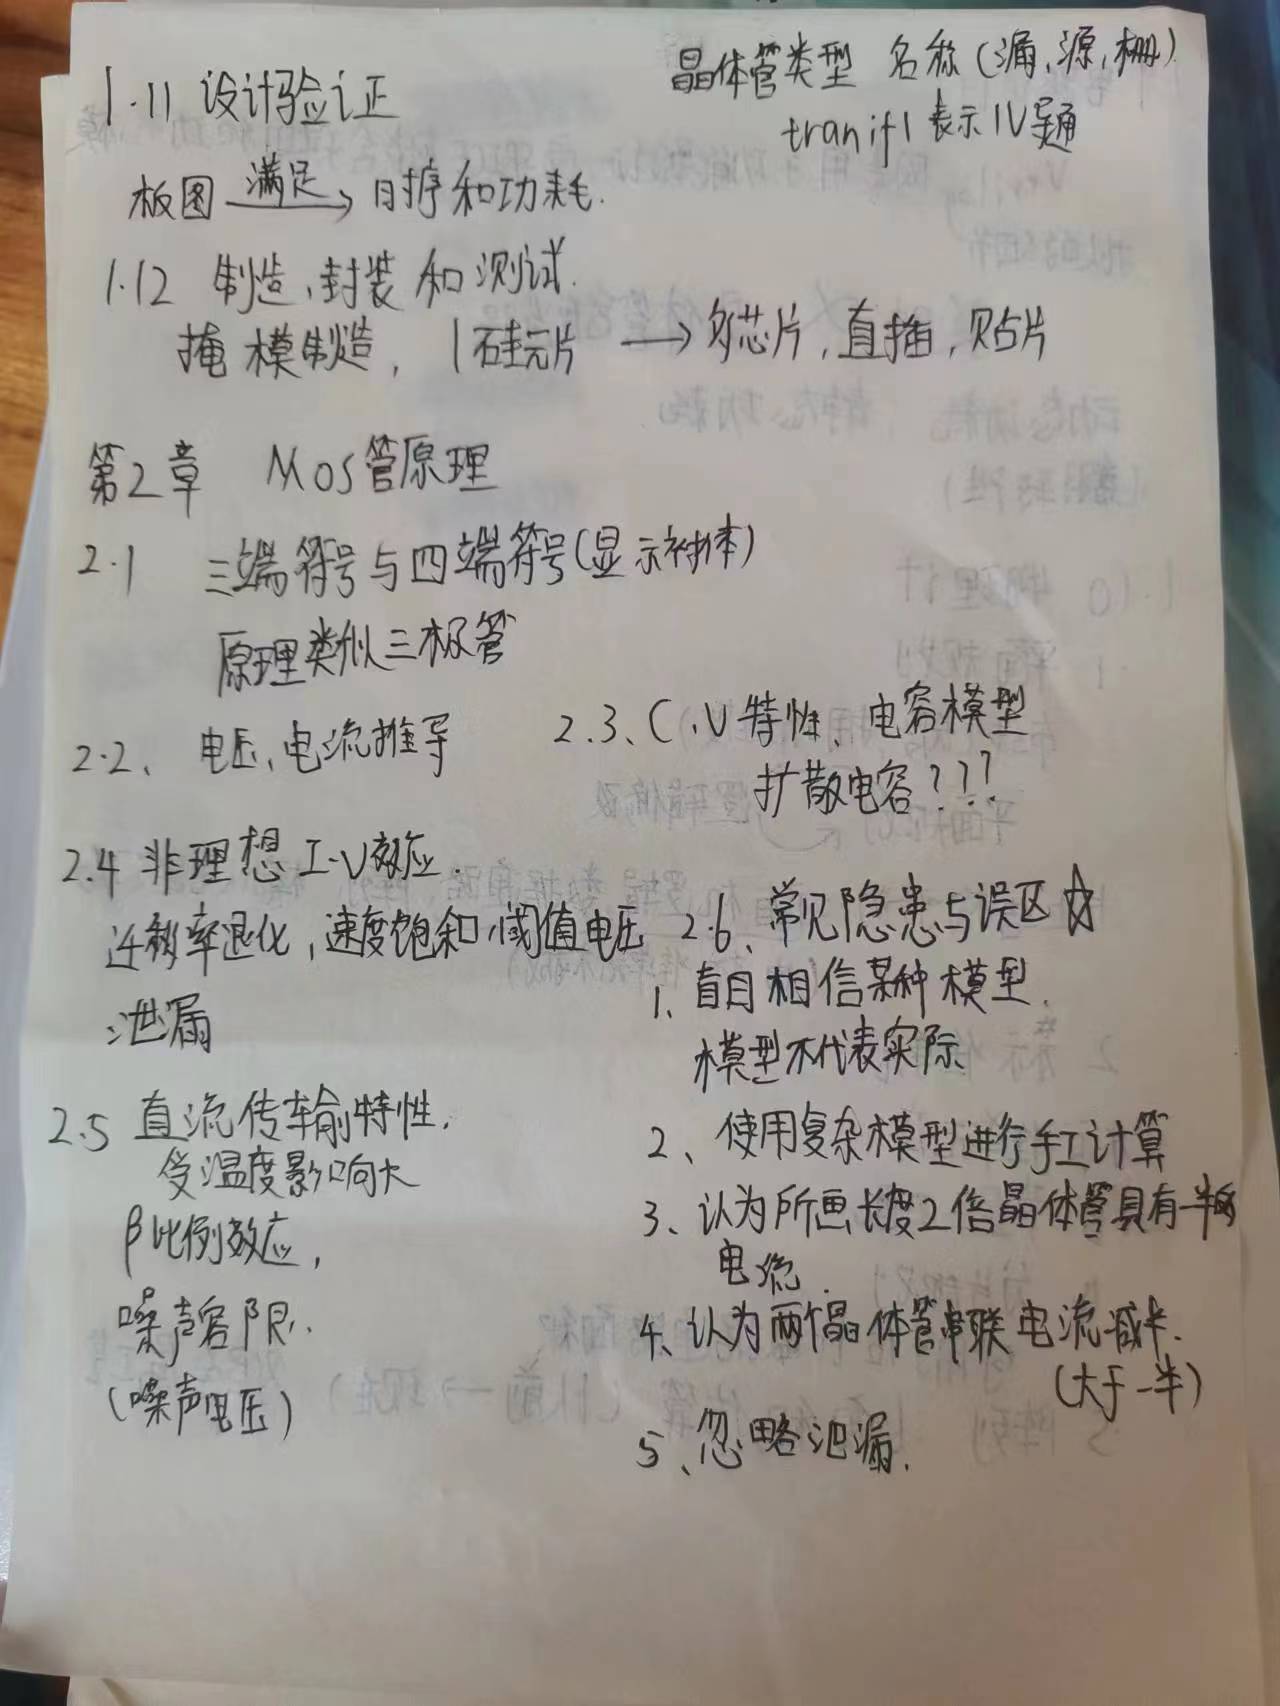 晶体管类型 名称(漏,源,栅)
tranif1 表示1V导通
1.11 设计验证
板图 满足→ 时序和功耗.
1.12 制造、封装和测试.
掩模制造, 1硅元片 → 多芯片,直插,贴片
第2章 MOS管原理
2.1 三端符号与四端符号(显示衬体)
原理类似三极管
2.2、电压、电流推导
2.3、C、V特性、电容模型
扩散电容???
2.4 非理想I-V效应.
迁移率退化,速度饱和,阈值电压
泄漏
2.5 直流传输特性.
受温度影响大
β比例效应,
噪声容限.
(噪声电压)
2.6、常见隐患与误区☆
1、盲目相信某种模型.
模型不代表实际
2、使用复杂模型进行手工计算
3、认为所画长度2倍晶体管具有一半的
电流.
4、认为两个晶体管串联电流减半.
(大于一半)
5、忽略泄漏.